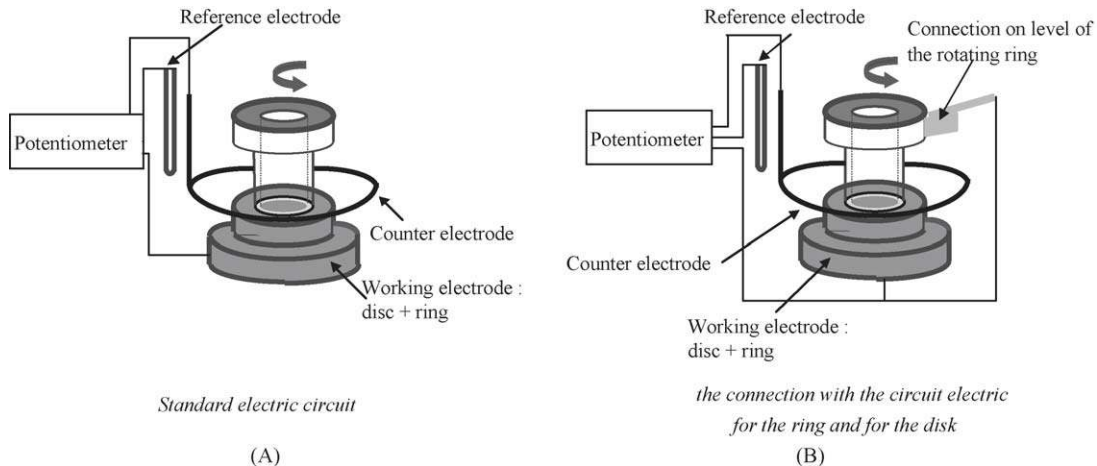 Reference electrode
Potentiometer
Counter electrode
Working electrode :
disc + ring
Standard electric circuit
(A)
Reference electrode
Connection on level of
the rotating ring
Potentiometer
Counter electrode
Working electrode :
disc + ring
the connection with the circuit electric
for the ring and for the disk
(B)